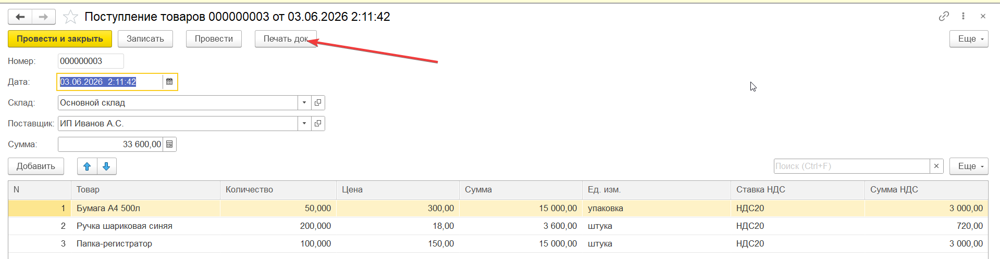 Поступление товаров 000000003 от 03.06.2026 2:11:42
Провести и закрыть Записать Провести Печать док Еще
Номер: 000000003
Дата: 03.06.2026 2:11:42
Склад: Основной склад
Поставщик: ИП Иванов А.С.
Сумма: 33 600,00
Добавить Поиск (Ctrl+F) × Еще
N Товар Количество Цена Сумма Ед. изм. Ставка НДС Сумма НДС
1 Бумага А4 500л 50,000 300,00 15 000,00 упаковка НДС20 3 000,00
2 Ручка шариковая синяя 200,000 18,00 3 600,00 штука НДС20 720,00
3 Папка-регистратор 100,000 150,00 15 000,00 штука НДС20 3 000,00